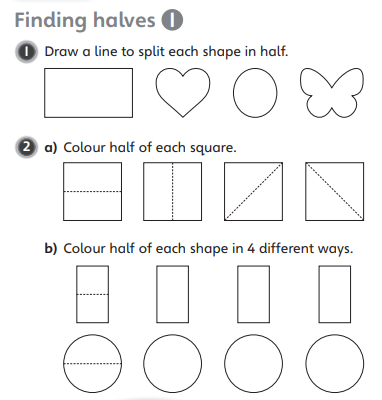 Finding halves 1
1 Draw a line to split each shape in half.
2 a) Colour half of each square.
b) Colour half of each shape in 4 different ways.